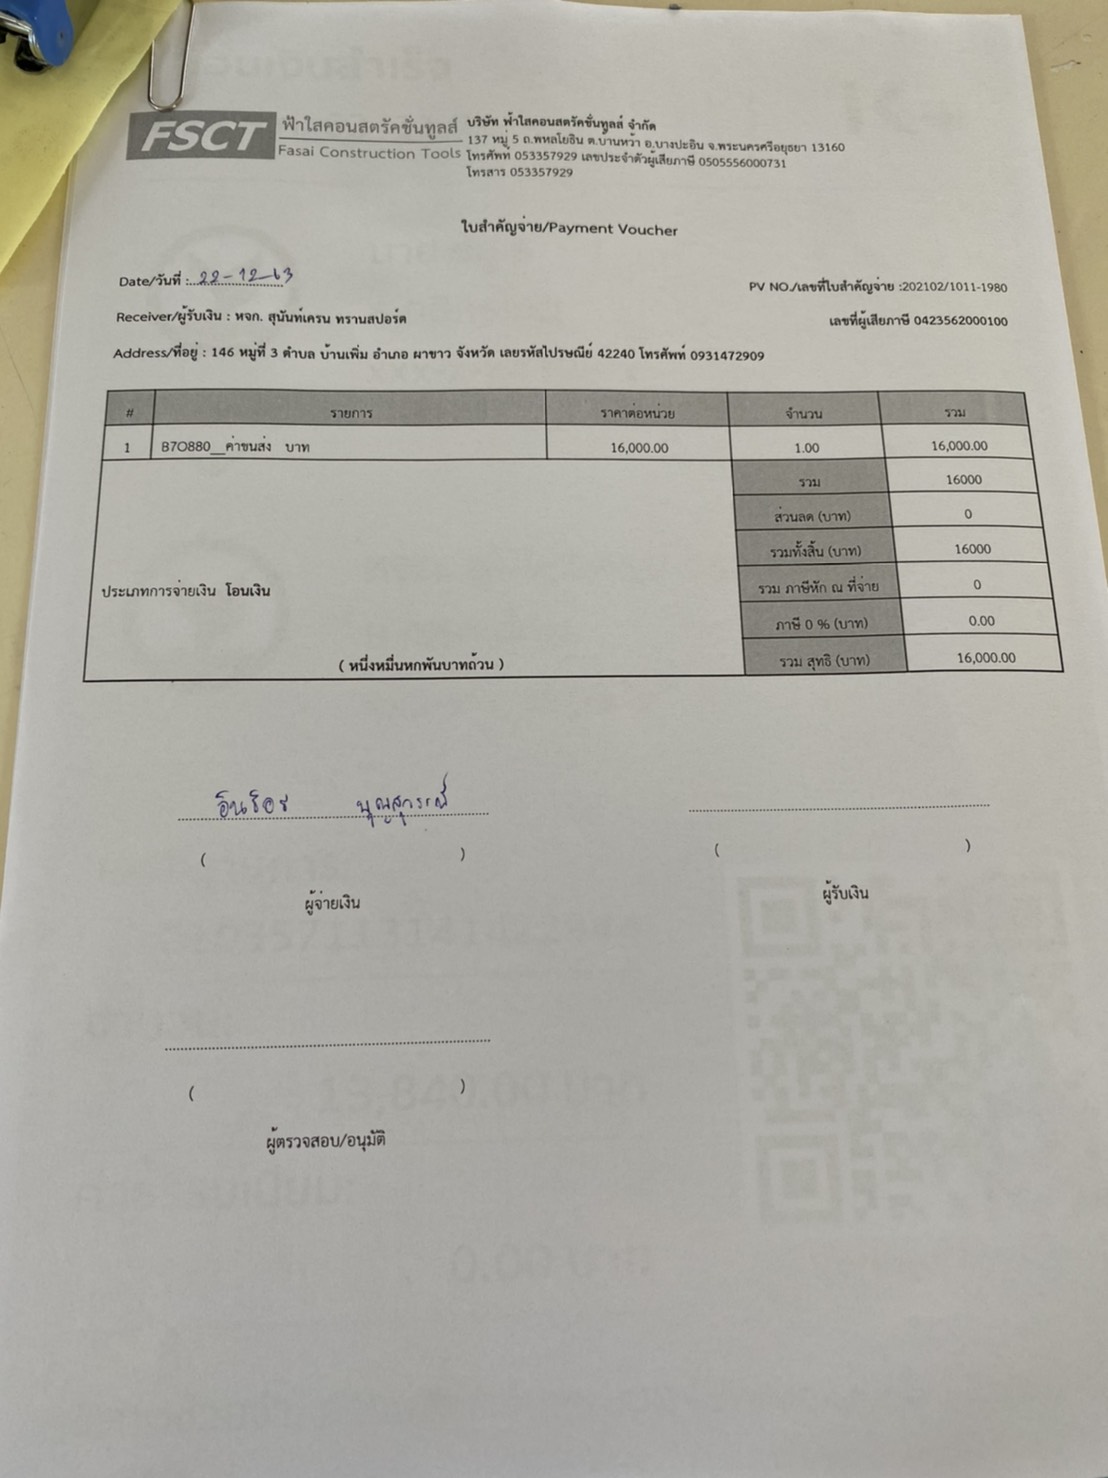 FSCT ฟ้าใสคอนสตรัคชั่นทูลส์
Fasai Construction Tools
บริษัท ฟ้าใสคอนสตรัคชั่นทูลส์ จำกัด
137 หมู่ 5 ถ.พหลโยธิน ต.บ้านหว้า อ.บางปะอิน จ.พระนครศรีอยุธยา 13160
โทรศัพท์ 053357929 เลขประจำตัวผู้เสียภาษี 0505556000731
โทรสาร 053357929
ใบสำคัญจ่าย/Payment Voucher
Date/วันที่ : 22-12-63
PV NO./เลขที่ใบสำคัญจ่าย :202102/1011-1980
Receiver/ผู้รับเงิน : หจก. สุนันท์เครน ทรานสปอร์ต
เลขที่ผู้เสียภาษี 0423562000100
Address/ที่อยู่ : 146 หมู่ที่ 3 ตำบล บ้านเพิ่ม อำเภอ ผาขาว จังหวัด เลยรหัสไปรษณีย์ 42240 โทรศัพท์ 0931472909
# รายการ ราคาต่อหน่วย จำนวน รวม
1 B7O880__ค่าขนส่ง บาท 16,000.00 1.00 16,000.00
รวม 16000
ส่วนลด (บาท) 0
รวมทั้งสิ้น (บาท) 16000
ประเภทการจ่ายเงิน โอนเงิน
รวม ภาษีหัก ณ ที่จ่าย 0
ภาษี 0 % (บาท) 0.00
( หนึ่งหมื่นหกพันบาทถ้วน )
รวม สุทธิ (บาท) 16,000.00
( )
( )
ผู้จ่ายเงิน
ผู้รับเงิน
( )
ผู้ตรวจสอบ/อนุมัติ